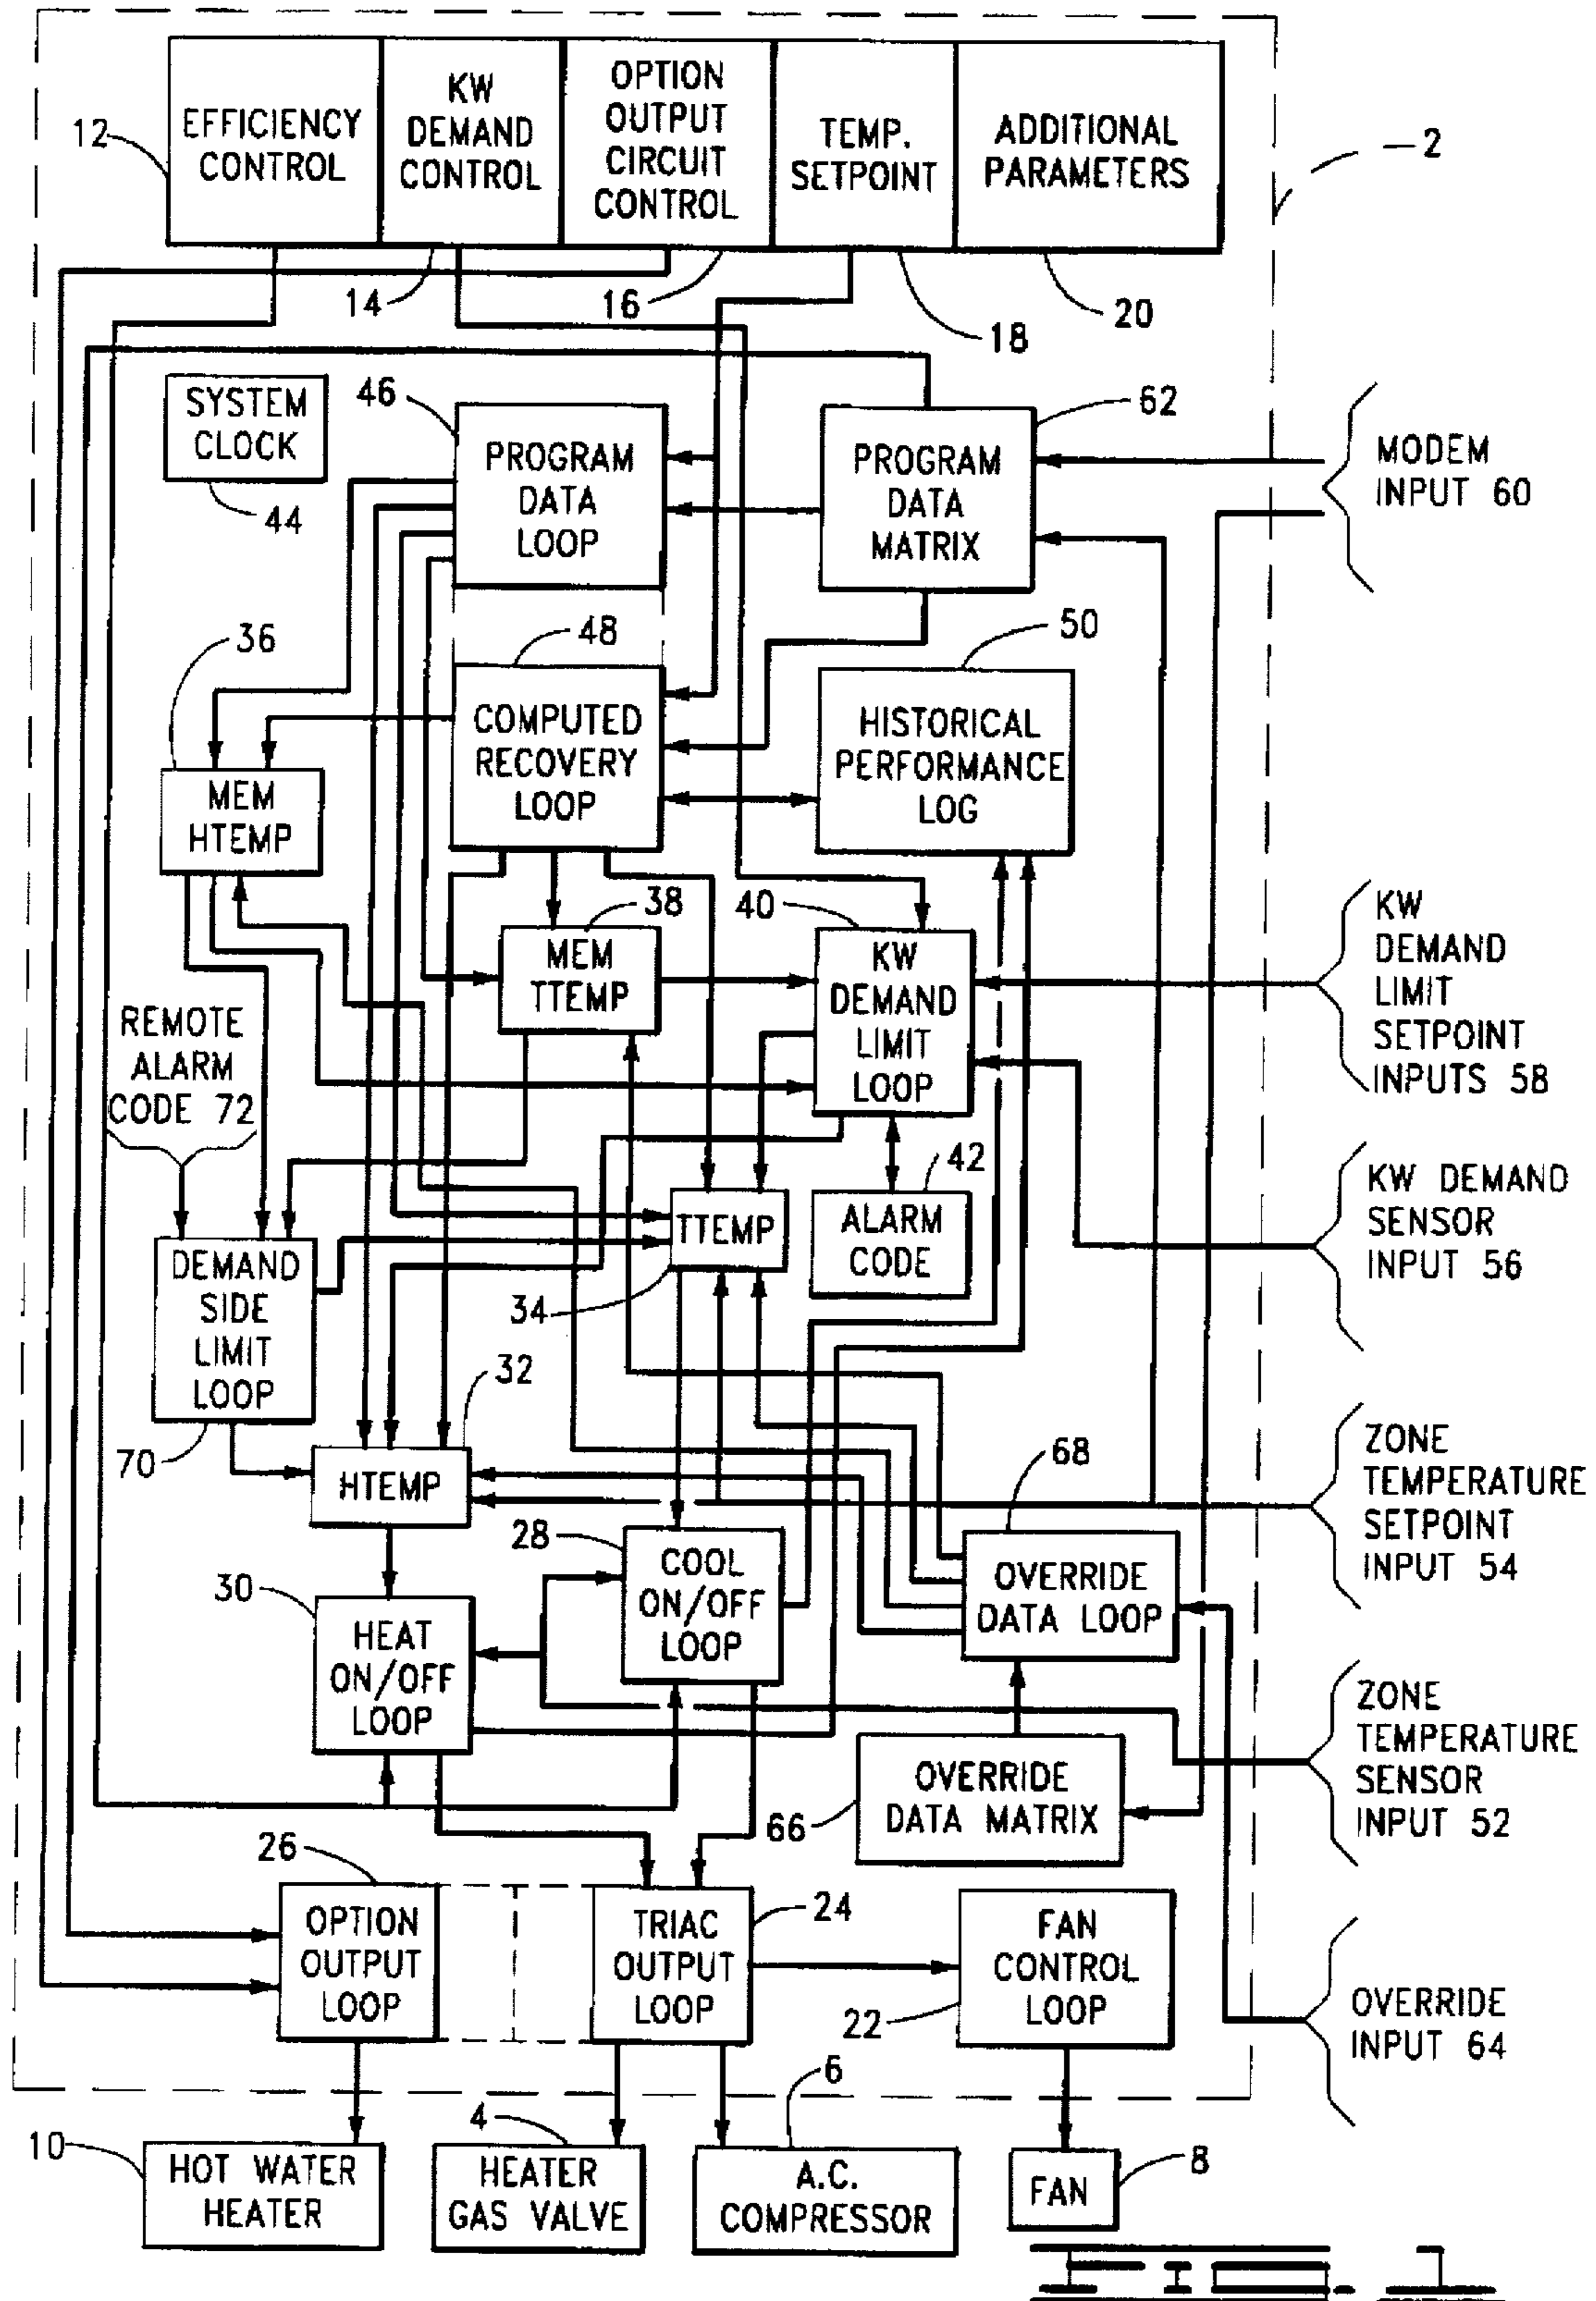 EFFICIENCY
CONTROL
KW
DEMAND
CONTROL
OPTION
OUTPUT
CIRCUIT
CONTROL
TEMP.
SETPOINT
ADDITIONAL
PARAMETERS
12
2
14
16
18
20
SYSTEM
CLOCK
44
46
PROGRAM
DATA
LOOP
62
PROGRAM
DATA
MATRIX
MODEM
INPUT 60
36
MEM
HTEMP
48
COMPUTED
RECOVERY
LOOP
50
HISTORICAL
PERFORMANCE
LOG
38
MEM
TTEMP
40
KW
DEMAND
LIMIT
LOOP
KW
DEMAND
LIMIT
SETPOINT
INPUTS 58
REMOTE
ALARM
CODE 72
TTEMP
34
42
ALARM
CODE
KW DEMAND
SENSOR
INPUT 56
DEMAND
SIDE
LIMIT
LOOP
70
32
HTEMP
ZONE
TEMPERATURE
SETPOINT
INPUT 54
28
COOL
ON/OFF
LOOP
68
OVERRIDE
DATA LOOP
30
HEAT
ON/OFF
LOOP
ZONE
TEMPERATURE
SENSOR
INPUT 52
OVERRIDE
DATA MATRIX
66
26
OPTION
OUTPUT
LOOP
TRIAC
OUTPUT
LOOP
24
FAN
CONTROL
LOOP
22
OVERRIDE
INPUT 64
10
HOT WATER
HEATER
4
HEATER
GAS VALVE
6
A.C.
COMPRESSOR
FAN
8